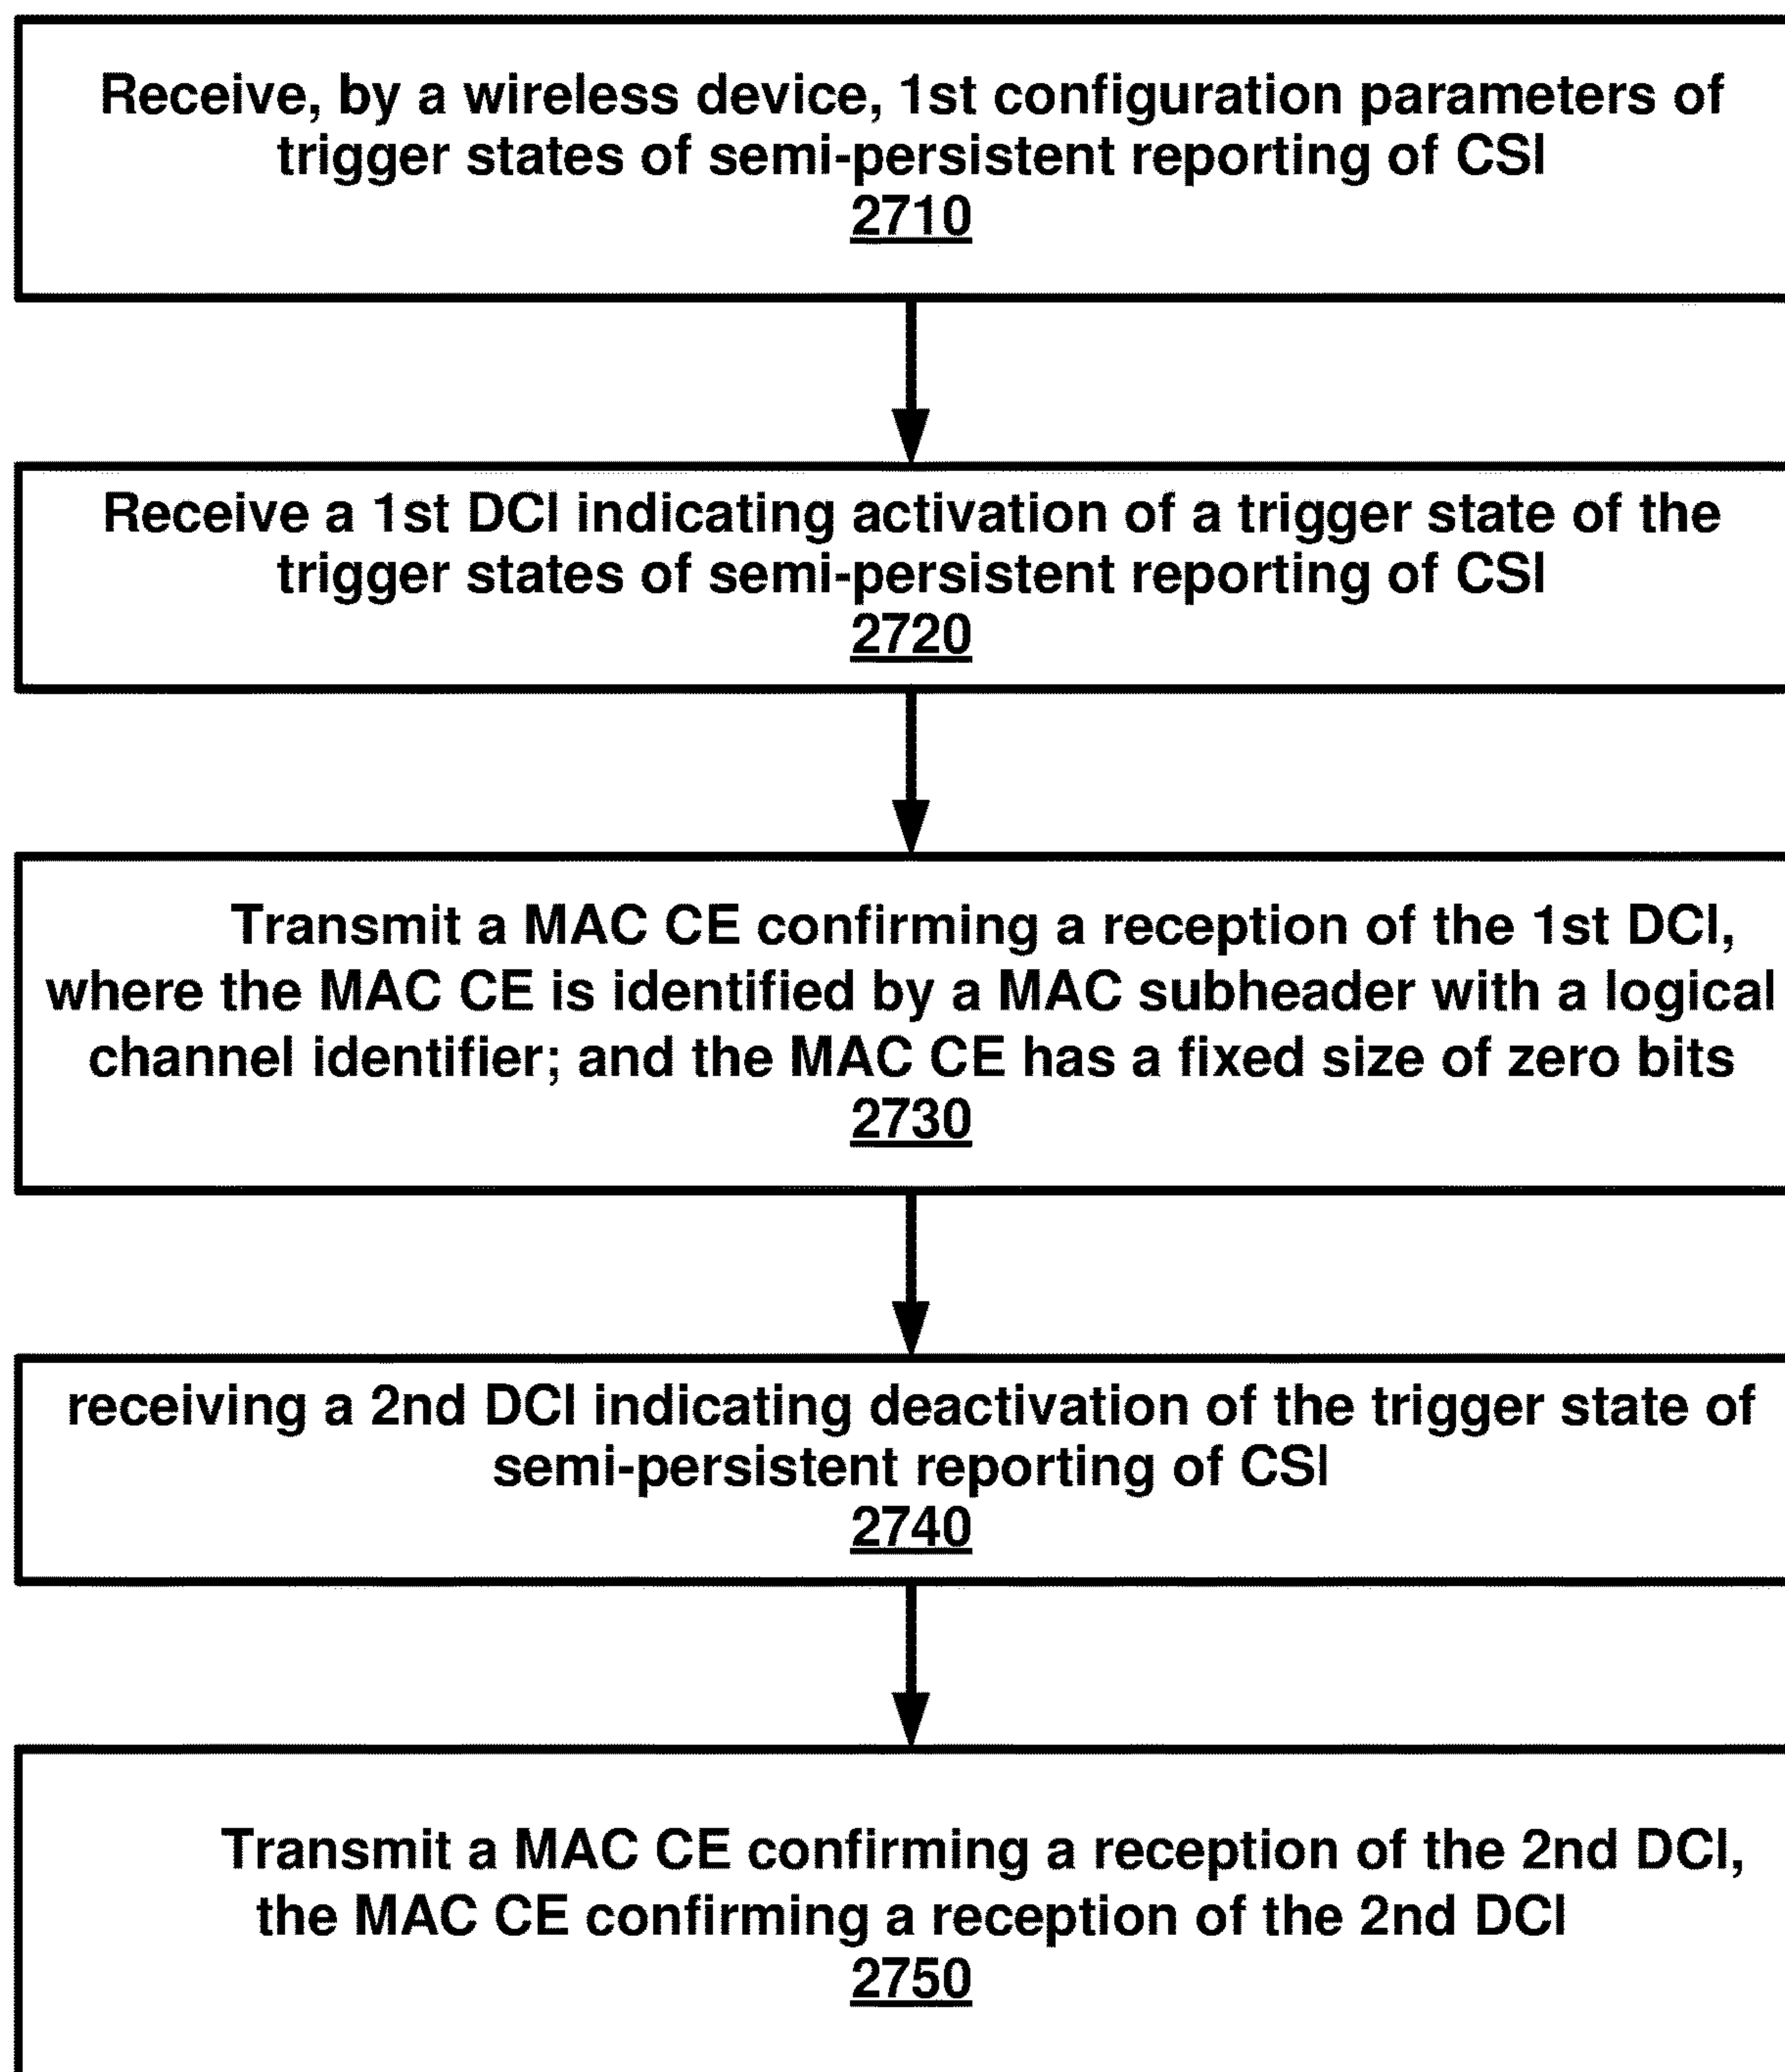 Receive, by a wireless device, 1st configuration parameters of
trigger states of semi-persistent reporting of CSI
2710
Receive a 1st DCI indicating activation of a trigger state of the
trigger states of semi-persistent reporting of CSI
2720
Transmit a MAC CE confirming a reception of the 1st DCI,
where the MAC CE is identified by a MAC subheader with a logical
channel identifier; and the MAC CE has a fixed size of zero bits
2730
receiving a 2nd DCI indicating deactivation of the trigger state of
semi-persistent reporting of CSI
2740
Transmit a MAC CE confirming a reception of the 2nd DCI,
the MAC CE confirming a reception of the 2nd DCI
2750